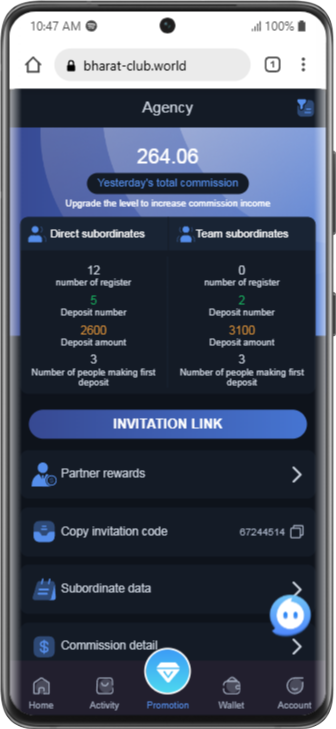 10:47 AM
100%
bharat-club.world
1
Agency
264.06
Yesterday's total commission
Upgrade the level to increase commission income
Direct subordinates
Team subordinates
12
number of register
5
Deposit number
2600
Deposit amount
3
Number of people making first
deposit
0
number of register
2
Deposit number
3100
Deposit amount
3
Number of people making first
deposit
INVITATION LINK
Partner rewards
Copy invitation code
67244514
Subordinate data
Commission detail
Home
Activity
Promotion
Wallet
Account